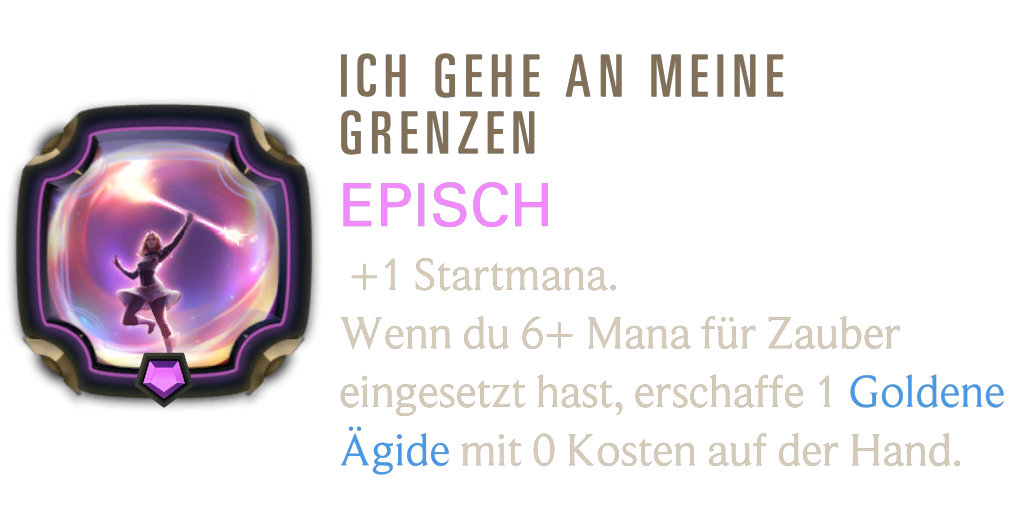 ICH GEHE AN MEINE
GRENZEN
EPISCH
+1 Startmana.
Wenn du 6+ Mana für Zauber
eingesetzt hast, erschaffe 1 Goldene
Ägide mit 0 Kosten auf der Hand.